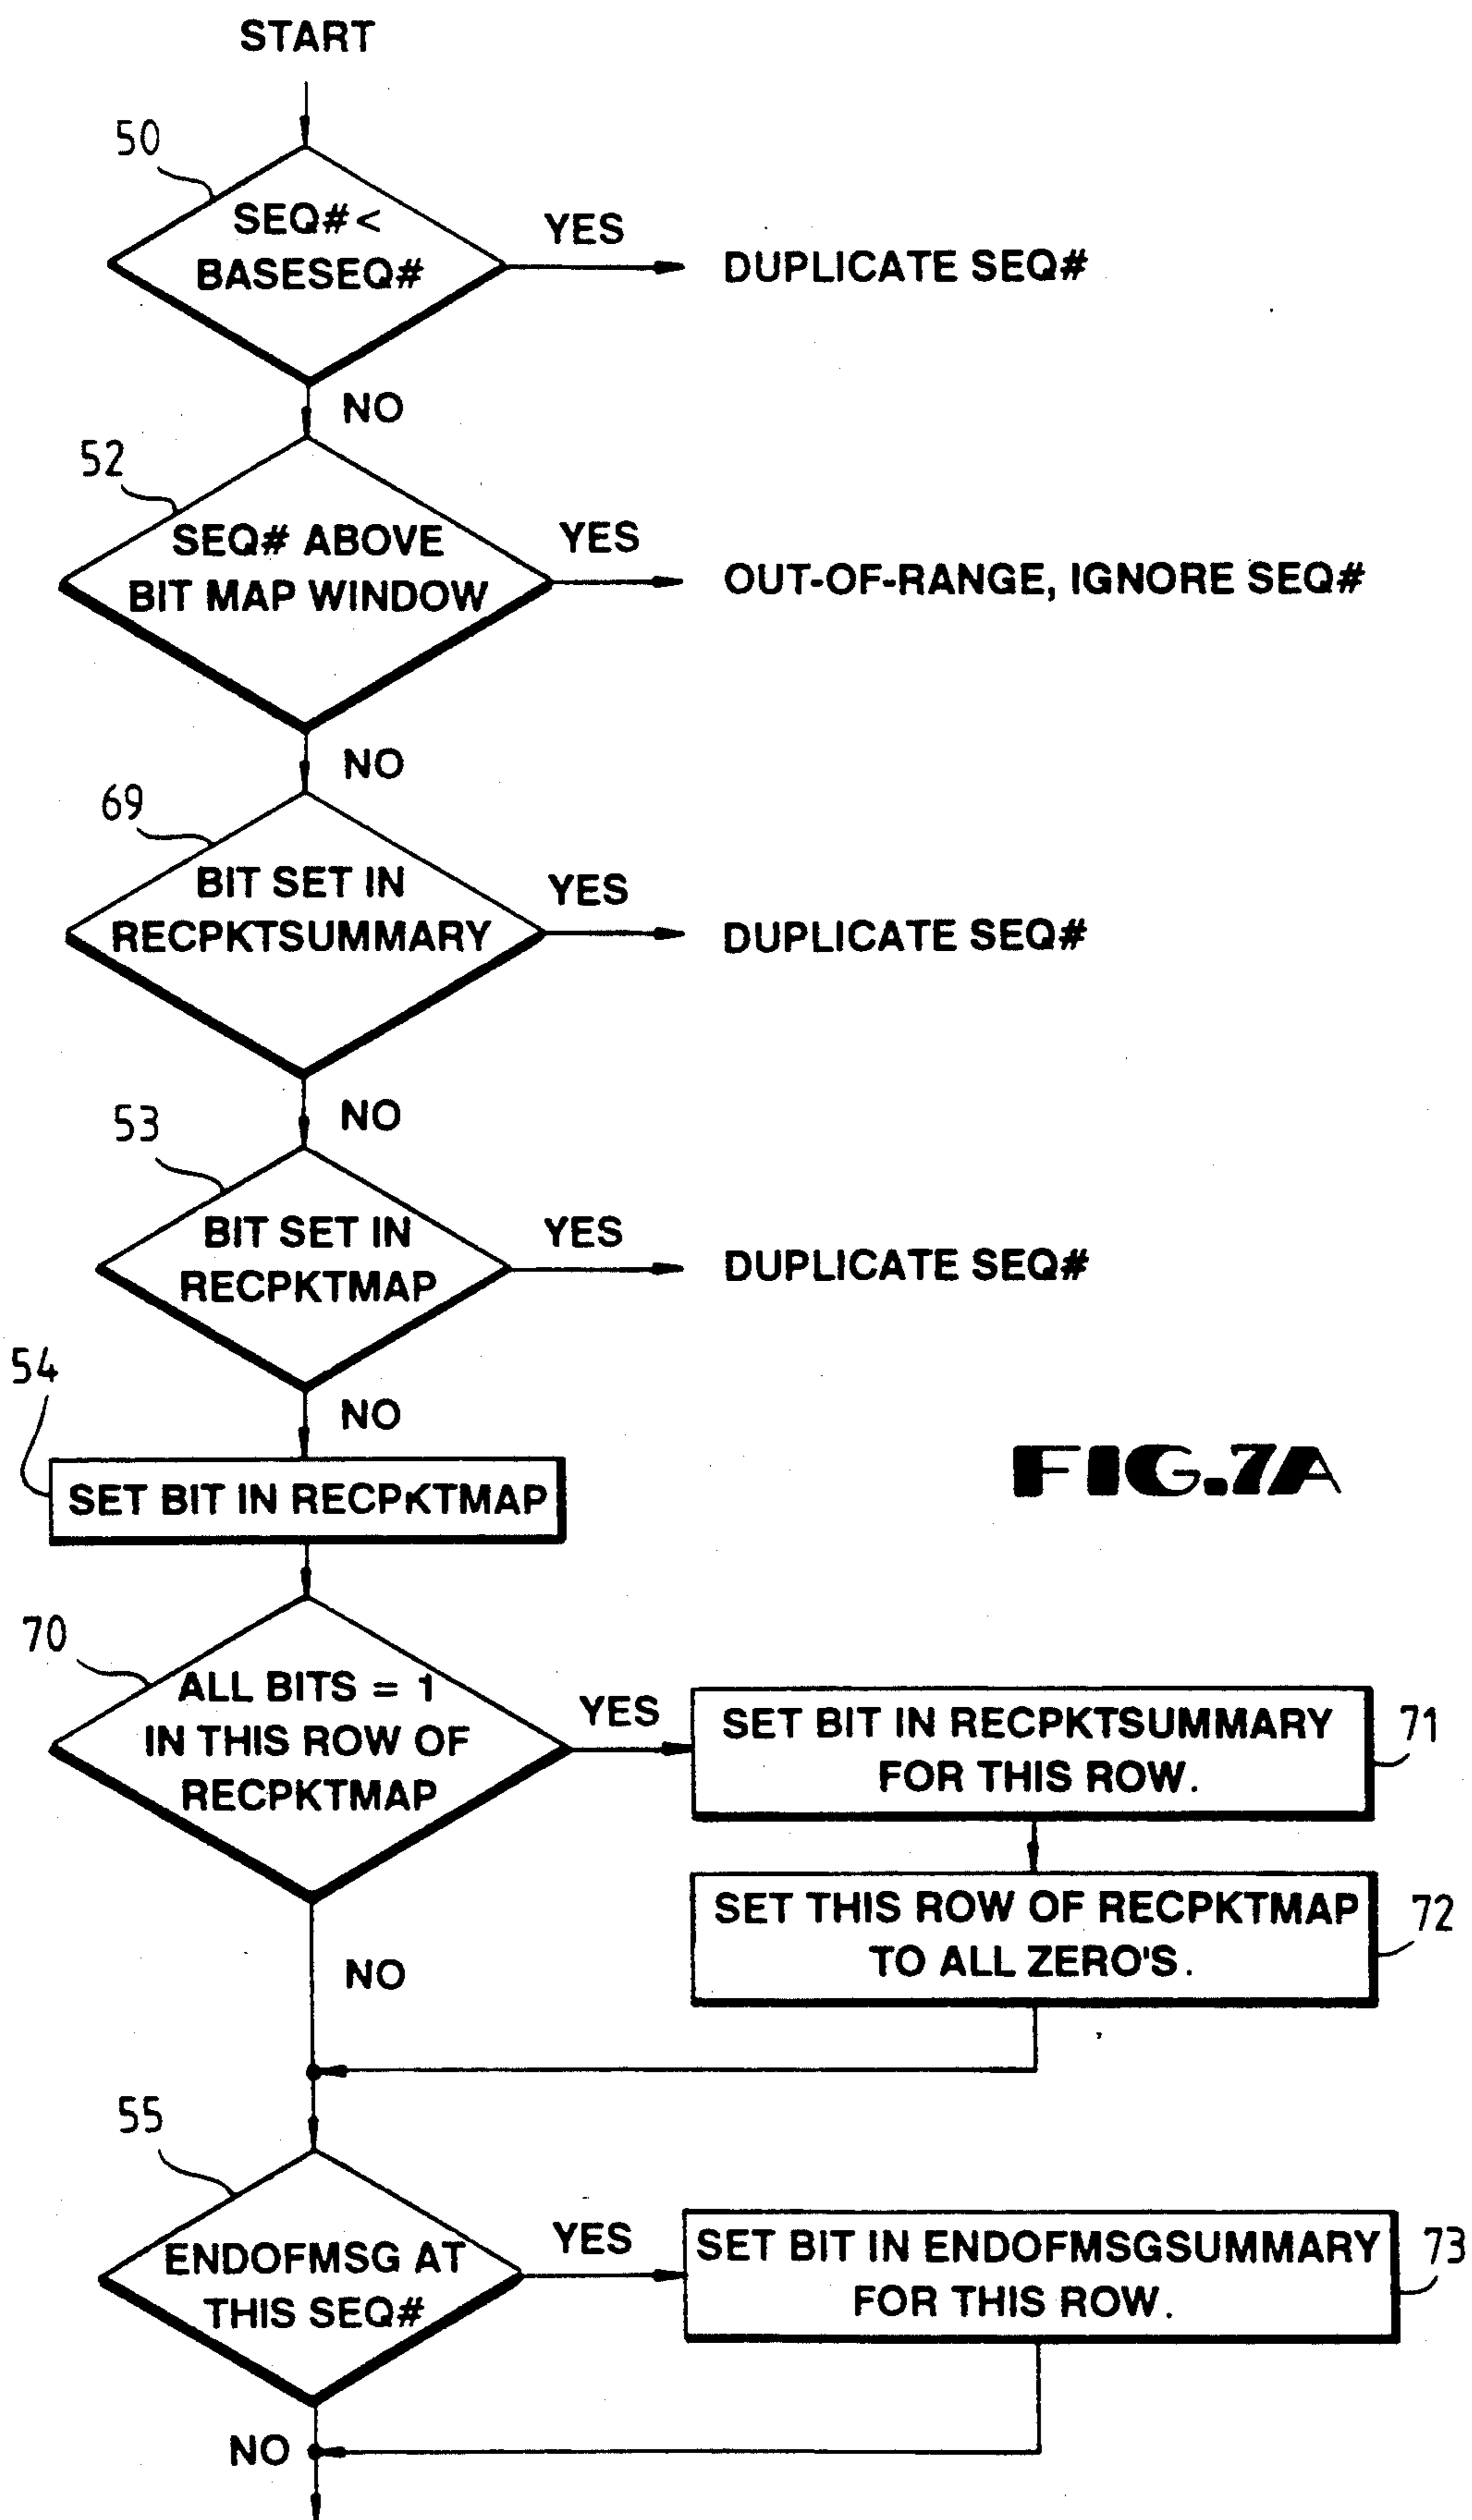 START
50
SEQ# <
BASESEQ#
YES
DUPLICATE SEQ#
NO
52
SEQ# ABOVE
BIT MAP WINDOW
YES
OUT-OF-RANGE, IGNORE SEQ#
NO
69
BIT SET IN
RECPKTSUMMARY
YES
DUPLICATE SEQ#
NO
53
BIT SET IN
RECPKTMAP
YES
DUPLICATE SEQ#
NO
54
SET BIT IN RECPKTMAP
FIG.7A
70
ALL BITS = 1
IN THIS ROW OF
RECPKTMAP
YES
SET BIT IN RECPKTSUMMARY
FOR THIS ROW.
71
SET THIS ROW OF RECPKTMAP
TO ALL ZERO'S.
72
NO
55
ENDOFMSG AT
THIS SEQ#
YES
SET BIT IN ENDOFMSGSUMMARY
FOR THIS ROW.
73
NO